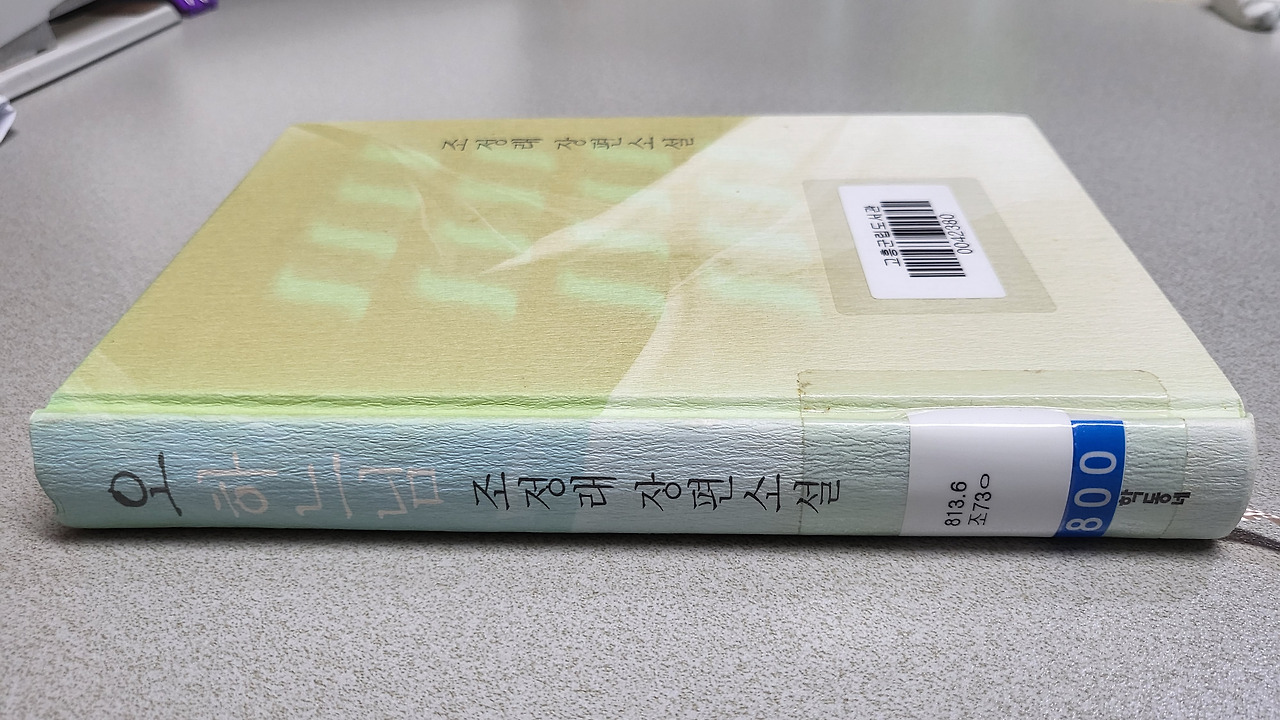 조정래 장편소설
고흥군립도서관
0042380
오 하느님
조정래 장편소설
813.6
조73ㅇ
800
학동네